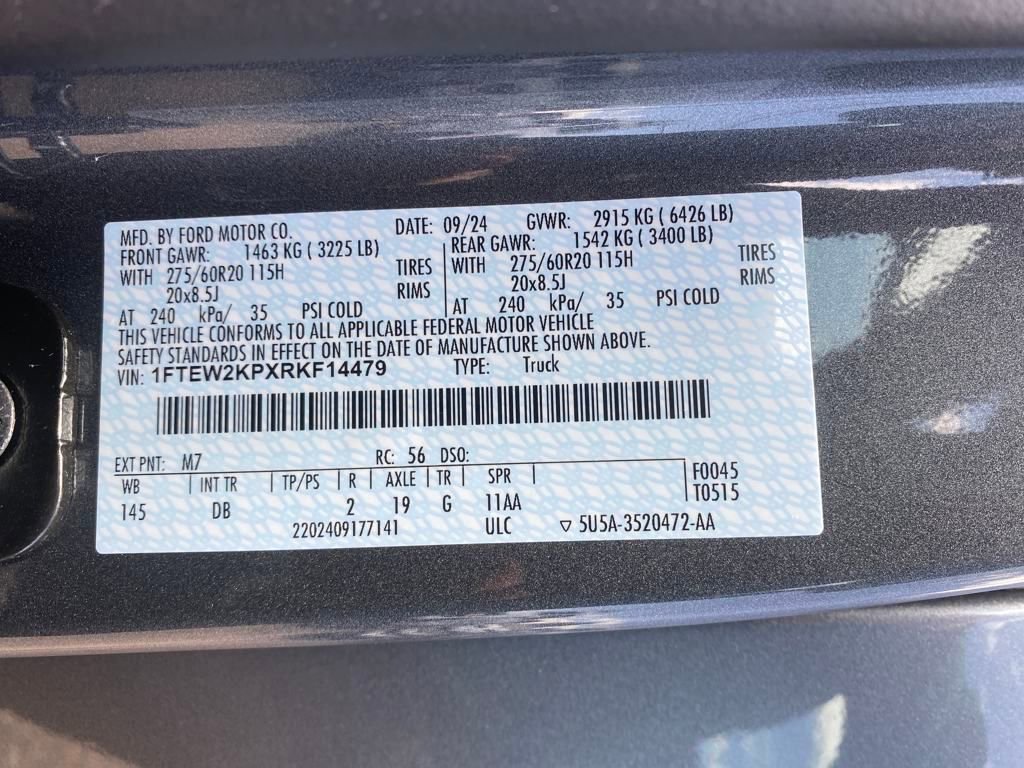 MFD. BY FORD MOTOR CO. DATE: 09/24 GVWR: 2915 KG ( 6426 LB)
FRONT GAWR: 1463 KG ( 3225 LB) REAR GAWR: 1542 KG ( 3400 LB)
WITH 275/60R20 115H TIRES WITH 275/60R20 115H TIRES
20x8.5J RIMS 20x8.5J RIMS
AT 240 kPa/ 35 PSI COLD AT 240 kPa/ 35 PSI COLD
THIS VEHICLE CONFORMS TO ALL APPLICABLE FEDERAL MOTOR VEHICLE
SAFETY STANDARDS IN EFFECT ON THE DATE OF MANUFACTURE SHOWN ABOVE.
VIN: 1FTEW2KPXRKF14479 TYPE: Truck
EXT PNT: M7 RC: 56 DSO:
WB INT TR TP/PS R AXLE TR SPR F0045
145 DB 2 19 G 11AA T0515
2202409177141 ULC ▽ 5U5A-3520472-AA